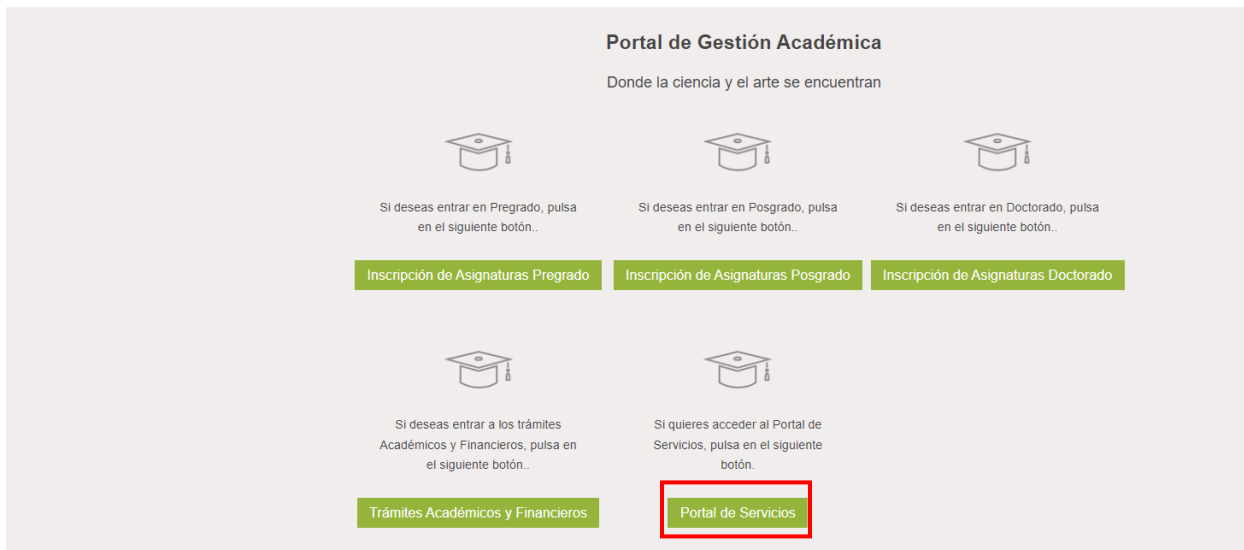 Portal de Gestión Académica
Donde la ciencia y el arte se encuentran
Si deseas entrar en Pregrado, pulsa
en el siguiente botón..
Inscripción de Asignaturas Pregrado
Si deseas entrar en Posgrado, pulsa
en el siguiente botón..
Inscripción de Asignaturas Posgrado
Si deseas entrar en Doctorado, pulsa
en el siguiente botón..
Inscripción de Asignaturas Doctorado
Si deseas entrar a los trámites
Académicos y Financieros, pulsa en
el siguiente botón..
Trámites Académicos y Financieros
Si quieres acceder al Portal de
Servicios, pulsa en el siguiente
botón.
Portal de Servicios